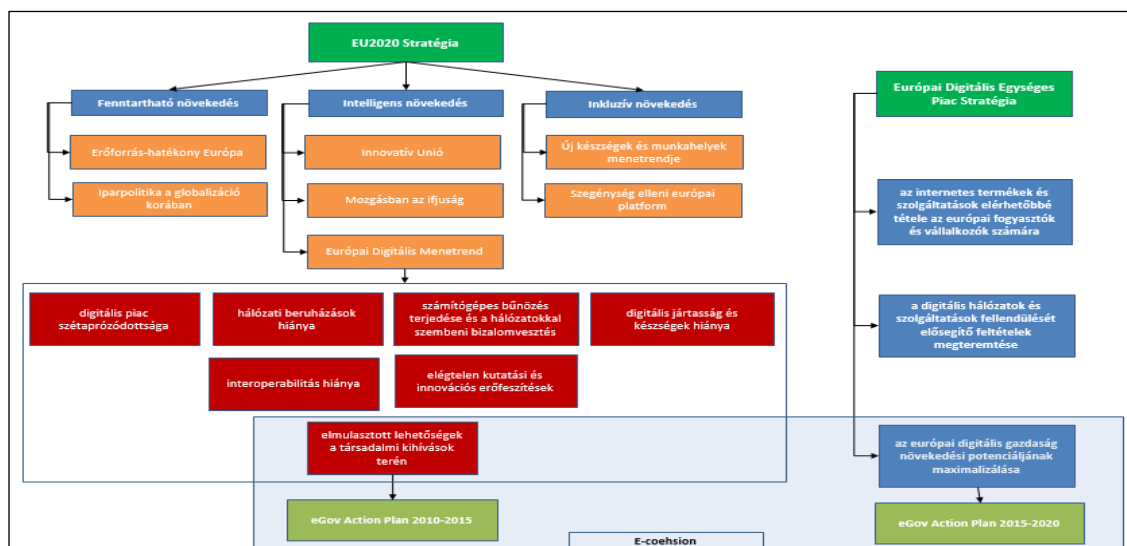 EU2020 Stratégia
Fenntartható növekedés
Intelligens növekedés
Inkluzív növekedés
Európai Digitális Egységes
Piac Stratégia
Erőforrás-hatékony Európa
Innovatív Unió
Új készségek és munkahelyek
menetrendje
Iparpolitika a globalizáció
korában
Mozgásban az ifjuság
Szegénység elleni európai
platform
az internetes termékek és
szolgáltatások elérhetőbbé
tétele az európai fogyasztók
és vállalkozók számára
Európai Digitális Menetrend
digitális piac
szétaprózódottsága
hálózati beruházások
hiánya
számítógépes bűnözés
terjedése és a hálózatokkal
szembeni bizalomvesztés
digitális jártasság és
készségek hiánya
a digitális hálózatok és
szolgáltatások fellendülését
elősegítő feltételek
megteremtése
interoperabilitás hiánya
elégtelen kutatási és
innovációs erőfeszítések
elmulasztott lehetőségek
a társadalmi kihívások
terén
az európai digitális gazdaság
növekedési potenciáljának
maximalizálása
eGov Action Plan 2010-2015
eGov Action Plan 2015-2020
E-coehsion